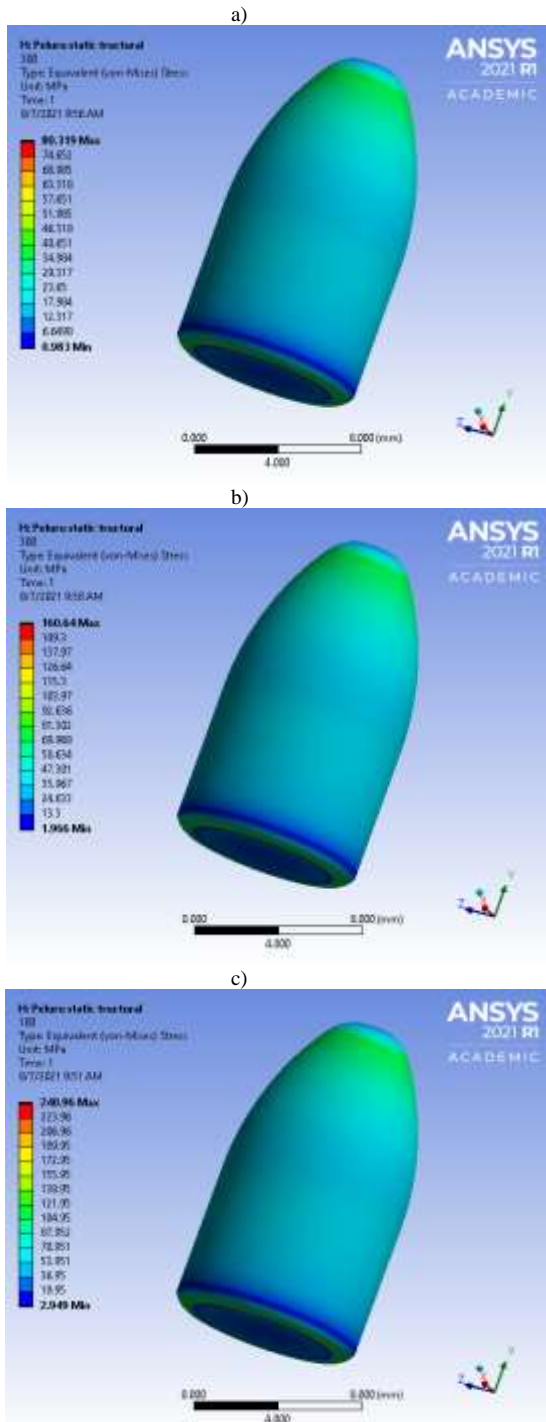 a)
ANSYS
2021 R1
ACADEMIC
Type: Equivalent (von-Mises) Stress
Unit: MPa
Time: 1
80.319 Max
74.652
68.985
63.318
57.651
51.985
46.318
40.651
34.984
29.317
23.65
17.984
12.317
6.6498
0.983 Min
0.000
8.000 (mm)
4.000
Y
Z
b)
ANSYS
2021 R1
ACADEMIC
Type: Equivalent (von-Mises) Stress
Unit: MPa
Time: 1
160.64 Max
149.3
137.97
126.64
115.3
103.97
92.636
81.302
69.968
58.634
47.301
35.967
24.633
13.3
1.966 Min
0.000
8.000 (mm)
4.000
Y
Z
c)
ANSYS
2021 R1
ACADEMIC
Type: Equivalent (von-Mises) Stress
Unit: MPa
Time: 1
240.96 Max
223.96
206.96
189.95
172.95
155.95
138.95
121.95
104.95
87.952
70.951
53.951
36.95
19.95
2.949 Min
0.000
8.000 (mm)
4.000
Y
Z